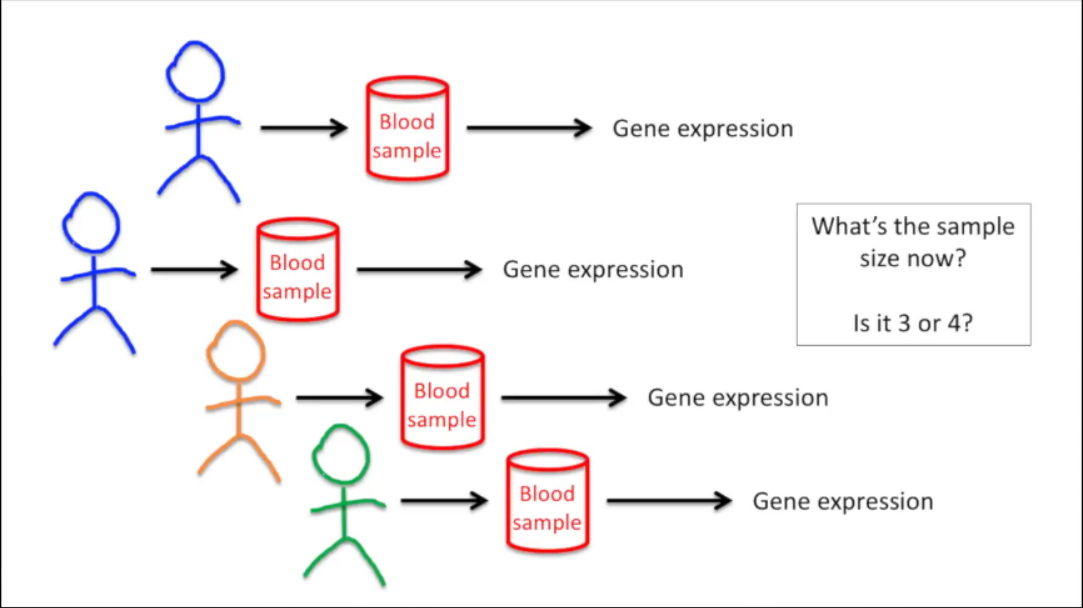 Blood
sample
Gene expression
Blood
sample
Gene expression
What's the sample
size now?
Is it 3 or 4?
Blood
sample
Gene expression
Blood
sample
Gene expression